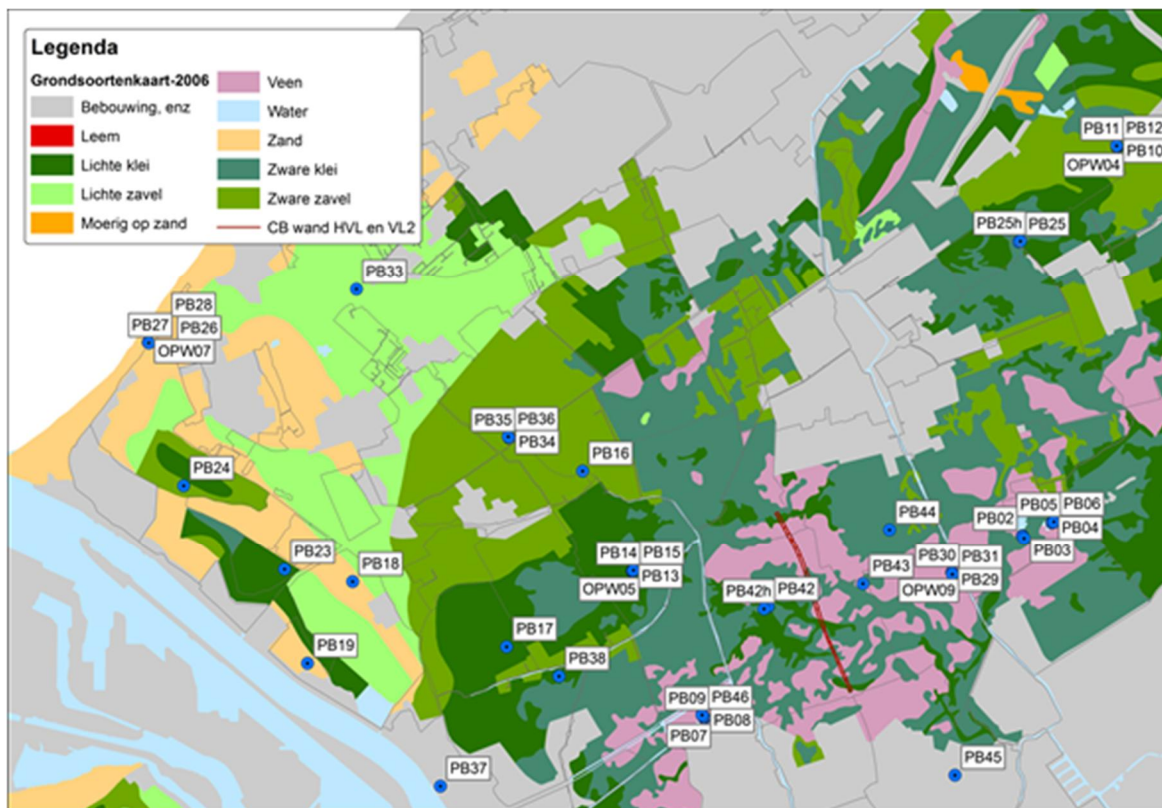 Legenda
Grondsoortenkaart-2006
Bebouwing, enz
Leem
Lichte klei
Lichte zavel
Moerig op zand
Veen
Water
Zand
Zware klei
Zware zavel
CB wand HVL en VL2
PB11 PB12
PB10
OPW04
PB25h PB25
PB33
PB28
PB27 PB26
OPW07
PB35 PB36
PB34
PB16
PB24
PB44
PB05 PB06
PB02 PB04
PB03
PB23
PB18
PB14 PB15
PB13
OPW05
PB42h PB42
PB43
PB30 PB31
PB29
OPW09
PB19
PB17
PB38
PB09 PB46
PB08
PB07
PB37
PB45